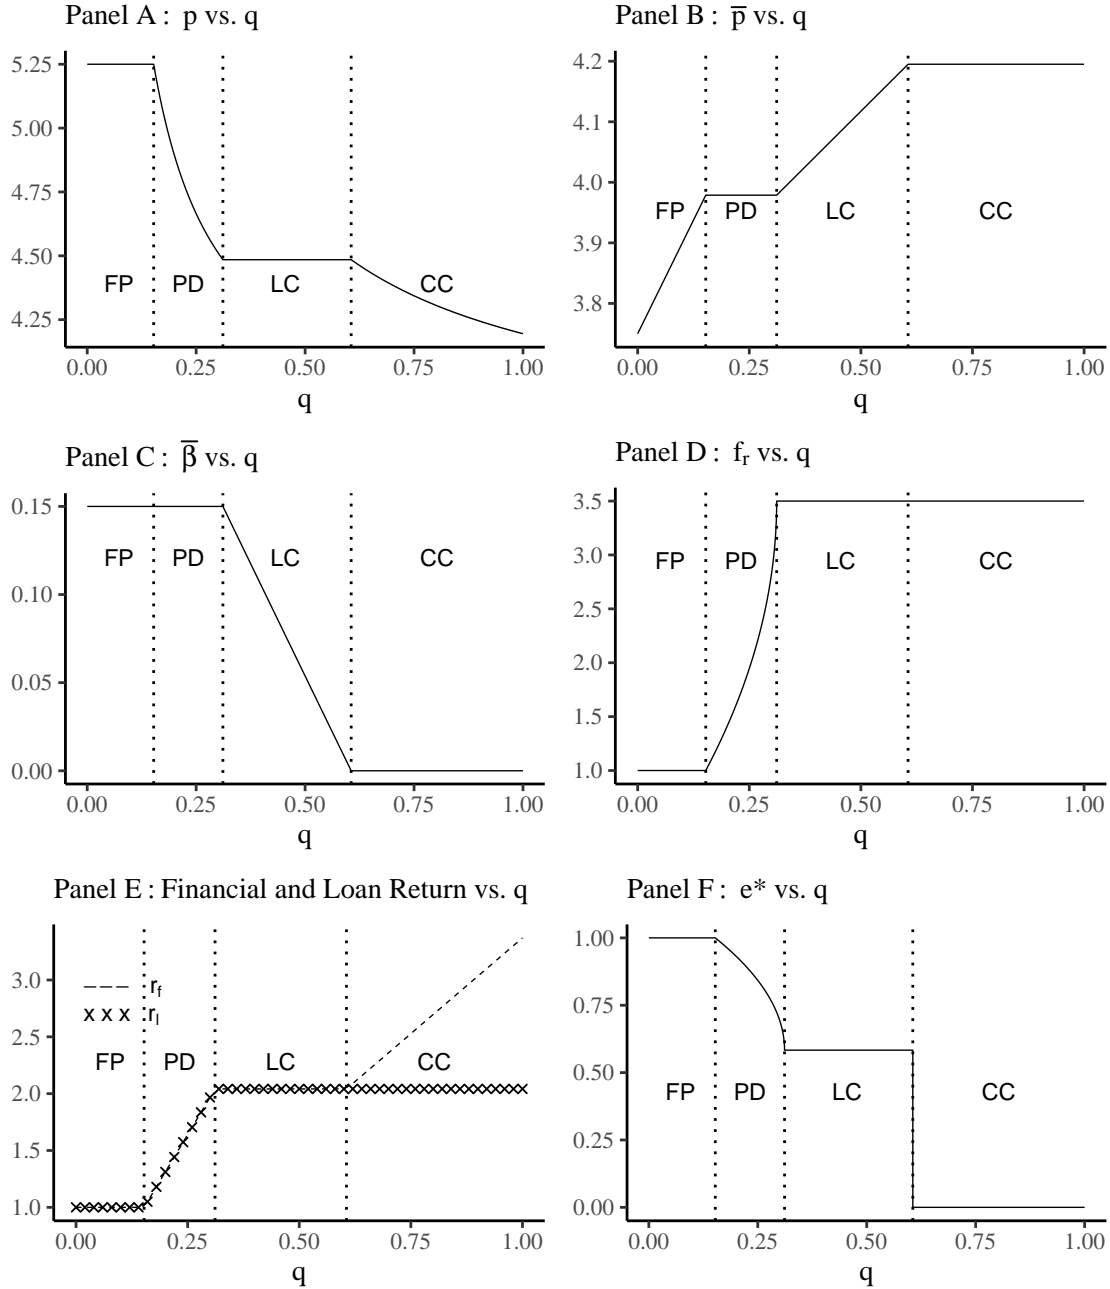 Panel A : p vs. q
5.25
5.00
4.75
4.50
4.25
FP PD LC CC
0.00 0.25 0.50 0.75 1.00
q
Panel B : p̅ vs. q
4.2
4.1
4.0
3.9
3.8
FP PD LC CC
0.00 0.25 0.50 0.75 1.00
q
Panel C : β̅ vs. q
0.15
0.10
0.05
0.00
FP PD LC CC
0.00 0.25 0.50 0.75 1.00
q
Panel D : fᵣ vs. q
3.5
3.0
2.5
2.0
1.5
1.0
FP PD LC CC
0.00 0.25 0.50 0.75 1.00
q
Panel E : Financial and Loan Return vs. q
3.0
2.5
2.0
1.5
1.0
r_f
x x x r_l
FP PD LC CC
0.00 0.25 0.50 0.75 1.00
q
Panel F : e* vs. q
1.00
0.75
0.50
0.25
0.00
FP PD LC CC
0.00 0.25 0.50 0.75 1.00
q